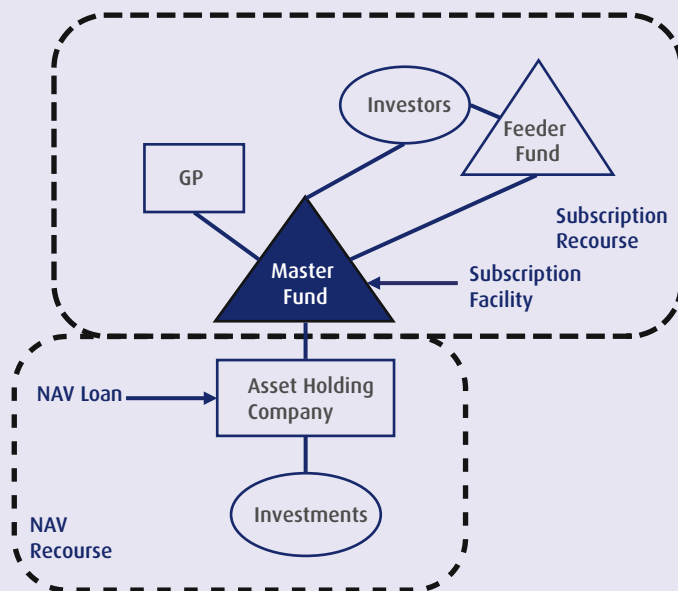 Investors
Feeder
Fund
GP
Subscription
Recourse
Master
Fund
Subscription
Facility
NAV Loan
Asset Holding
Company
Investments
NAV
Recourse